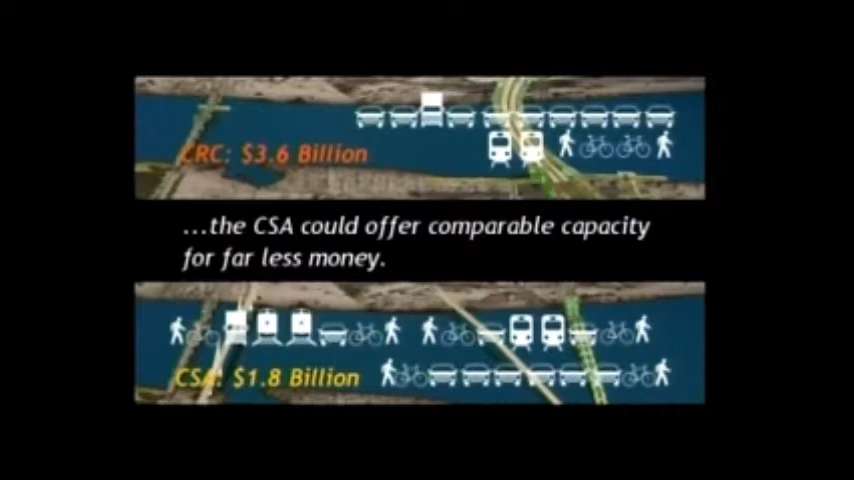 CRC: $3.6 Billion
...the CSA could offer comparable capacity
for far less money.
CSA: $1.8 Billion